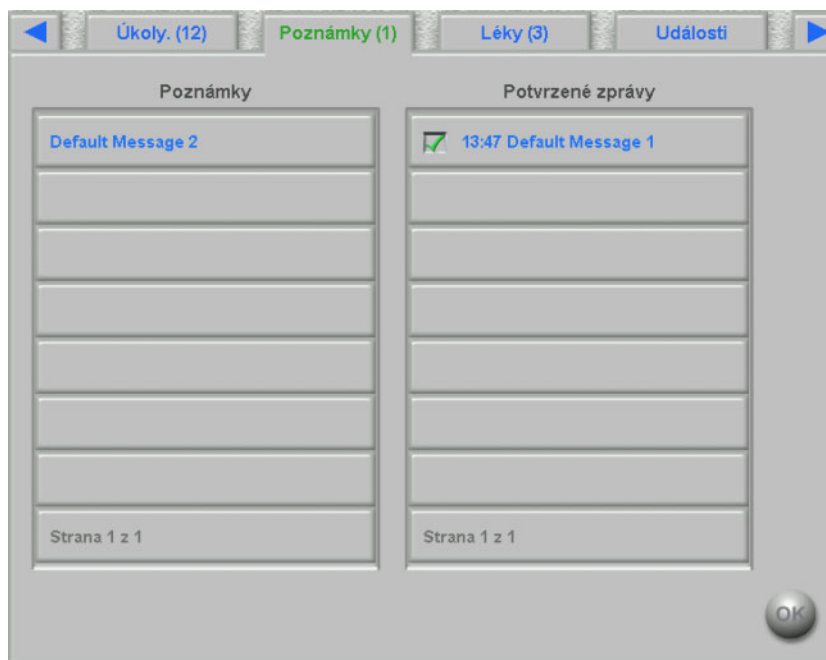 Úkoly. (12) Poznámky (1) Léky (3) Události
Poznámky
Default Message 2
Strana 1 z 1
Potvrzené zprávy
13:47 Default Message 1
Strana 1 z 1
OK